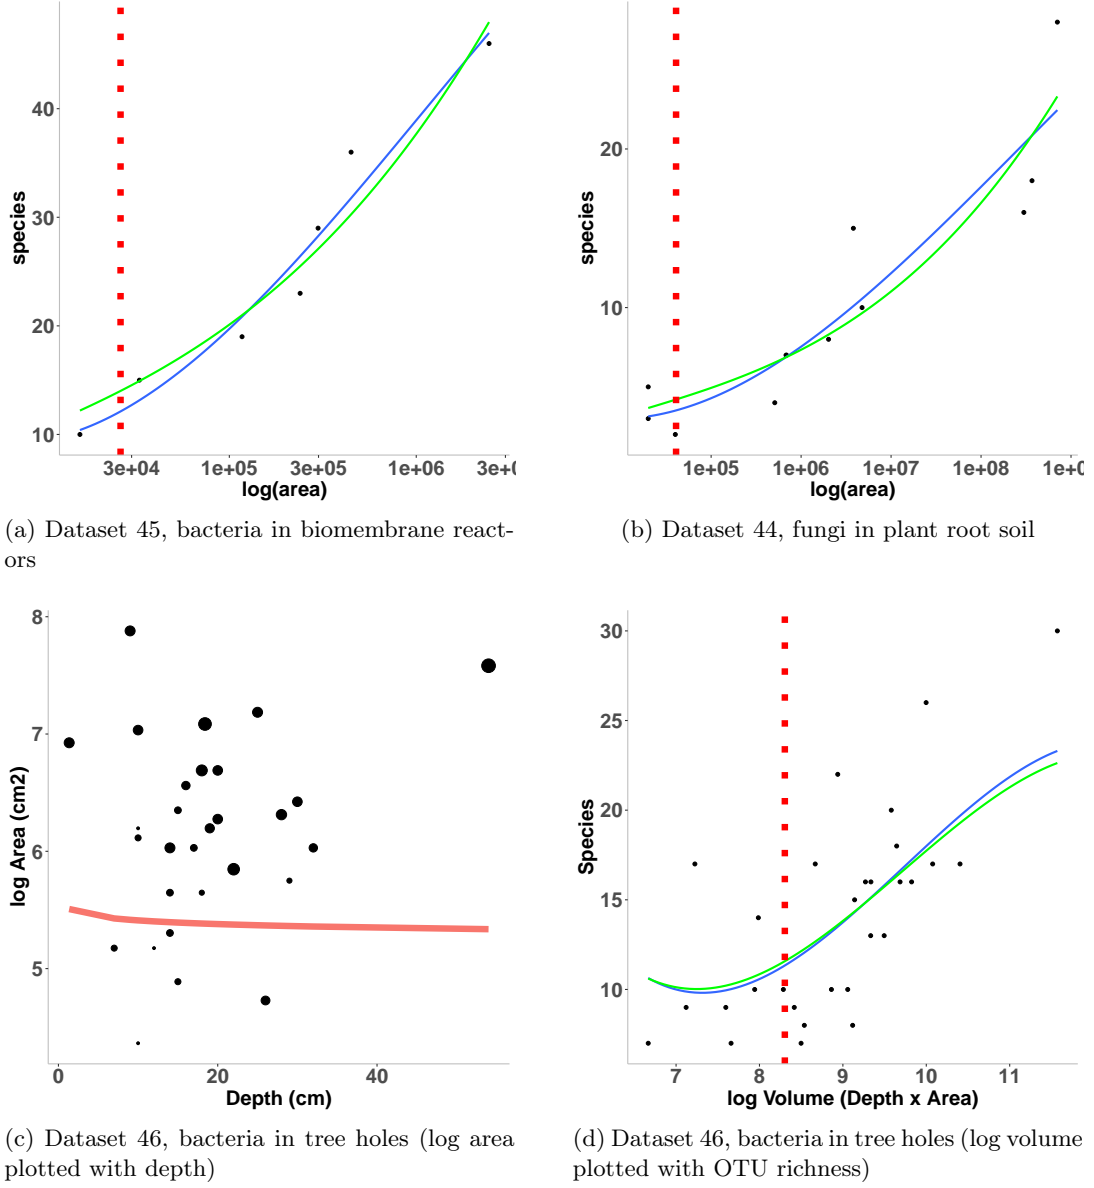 species
40
30
20
10
3e+04
1e+05
3e+05
1e+06
log(area)
(a) Dataset 45, bacteria in biomembrane react-
ors
species
20
10
1e+05
1e+06
1e+07
1e+08
log(area)
(b) Dataset 44, fungi in plant root soil
log Area (cm2)
8
7
6
5
0
20
40
Depth (cm)
(c) Dataset 46, bacteria in tree holes (log area
plotted with depth)
Species
30
25
20
15
10
7
8
9
10
11
log Volume (Depth x Area)
(d) Dataset 46, bacteria in tree holes (log volume
plotted with OTU richness)